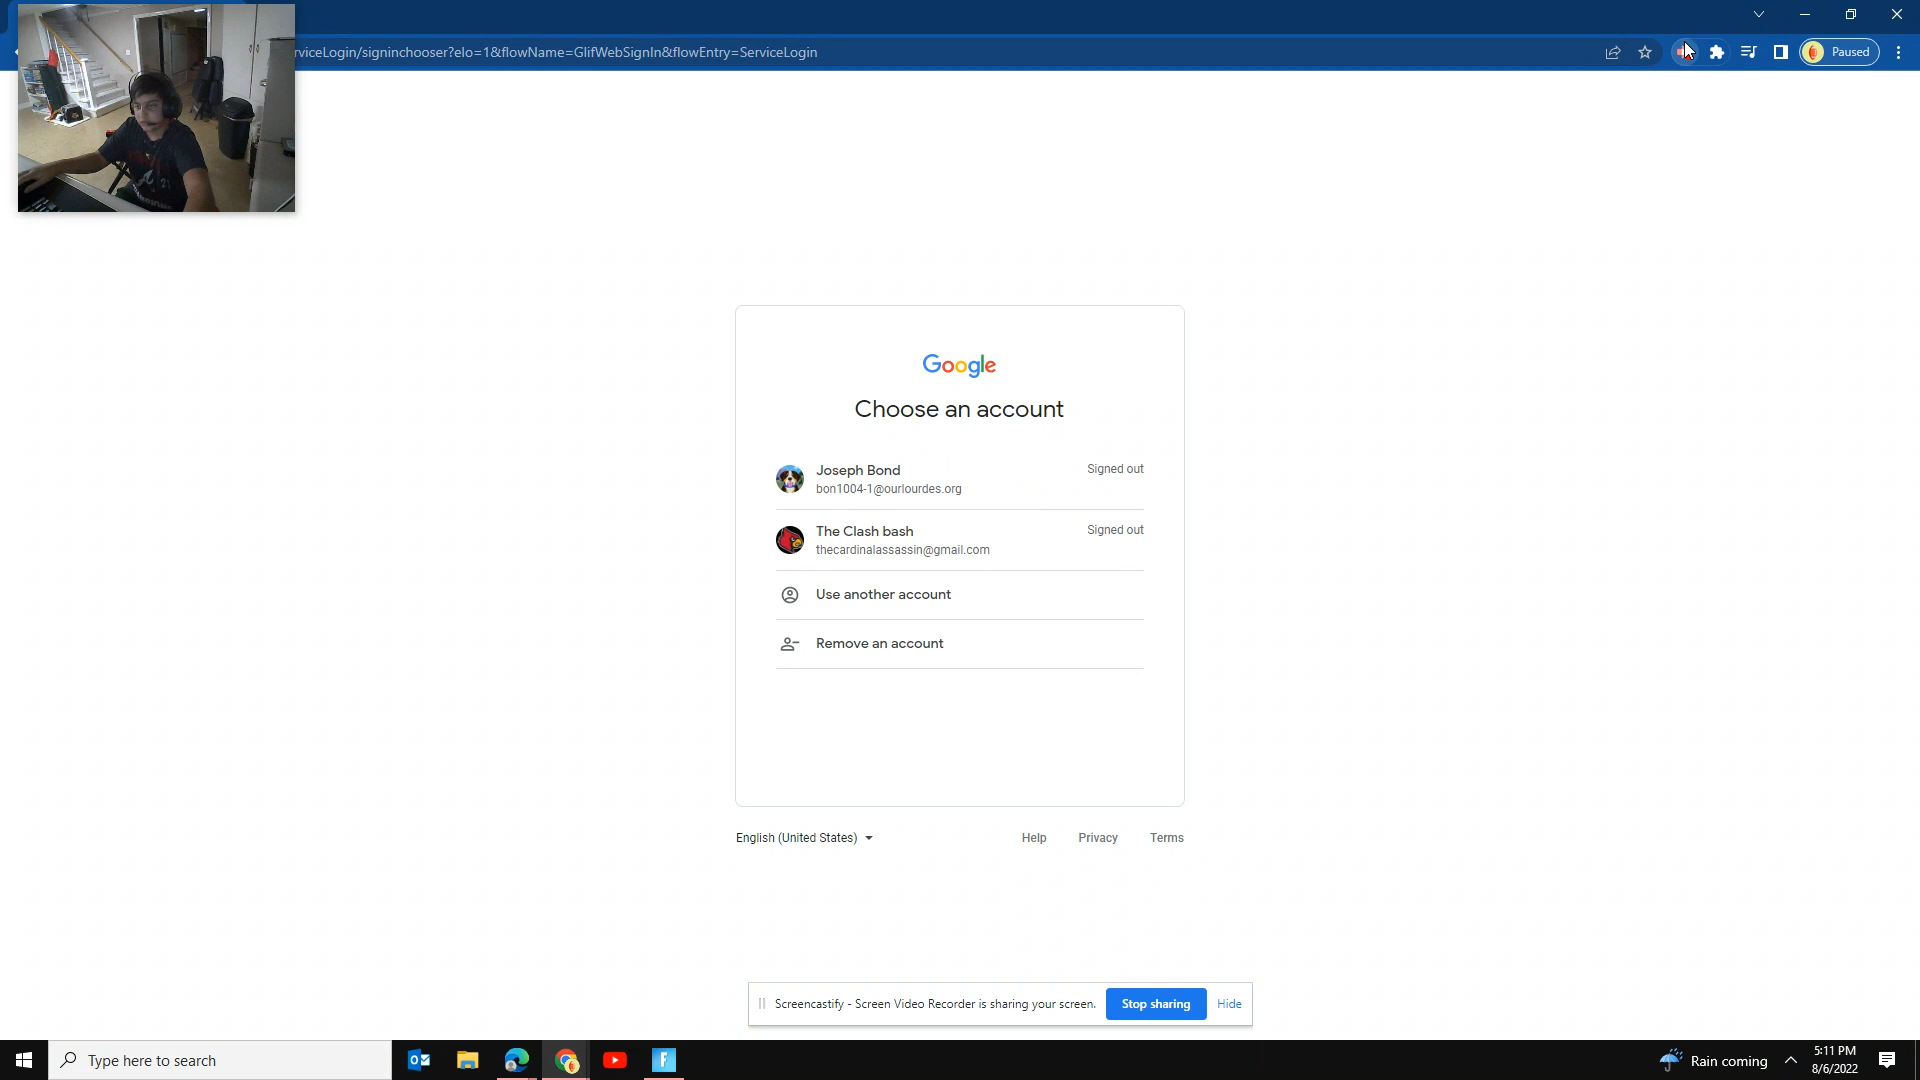 rviceLogin/signinchooser?elo=1&flowName=GlifWebSignIn&flowEntry=ServiceLogin
Paused
Google
Choose an account
Joseph Bond
Signed out
bon1004-1@ourlourdes.org
The Clash bash
Signed out
thecardinalassassin@gmail.com
Use another account
Remove an account
English (United States)
Help
Privacy
Terms
Screencastify - Screen Video Recorder is sharing your screen.
Stop sharing
Hide
Type here to search
Rain coming
5:11 PM
8/6/2022